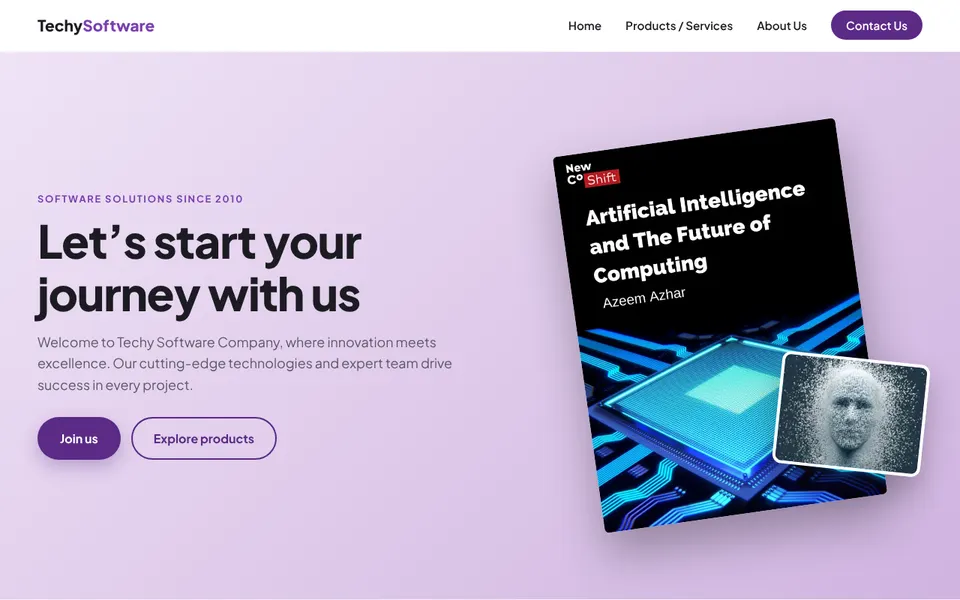 TechySoftware
Home
Products / Services
About Us
Contact Us
SOFTWARE SOLUTIONS SINCE 2010
Let’s start your
journey with us
Welcome to Techy Software Company, where innovation meets
excellence. Our cutting-edge technologies and expert team drive
success in every project.
Join us
Explore products
New
Co Shift
Artificial Intelligence
and The Future of
Computing
Azeem Azhar